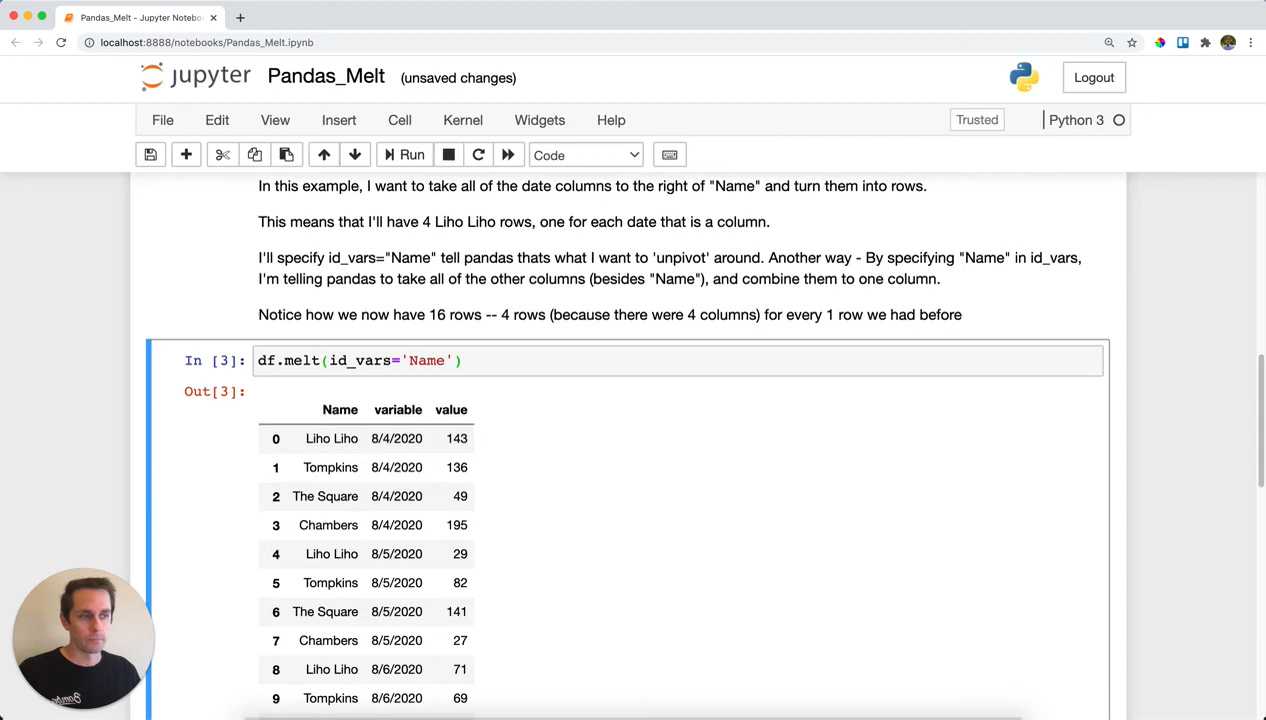 Pandas_Melt - Jupyter Notebo
localhost:8888/notebooks/Pandas_Melt.ipynb
jupyter Pandas_Melt (unsaved changes) Logout
File Edit View Insert Cell Kernel Widgets Help Trusted Python 3
Run Code
In this example, I want to take all of the date columns to the right of "Name" and turn them into rows.
This means that I'll have 4 Liho Liho rows, one for each date that is a column.
I'll specify id_vars="Name" tell pandas thats what I want to 'unpivot' around. Another way - By specifying "Name" in id_vars,
I'm telling pandas to take all of the other columns (besides "Name"), and combine them to one column.
Notice how we now have 16 rows -- 4 rows (because there were 4 columns) for every 1 row we had before
In [3]: df.melt(id_vars='Name')
Out[3]:
Name variable value
0 Liho Liho 8/4/2020 143
1 Tompkins 8/4/2020 136
2 The Square 8/4/2020 49
3 Chambers 8/4/2020 195
4 Liho Liho 8/5/2020 29
5 Tompkins 8/5/2020 82
6 The Square 8/5/2020 141
7 Chambers 8/5/2020 27
8 Liho Liho 8/6/2020 71
9 Tompkins 8/6/2020 69